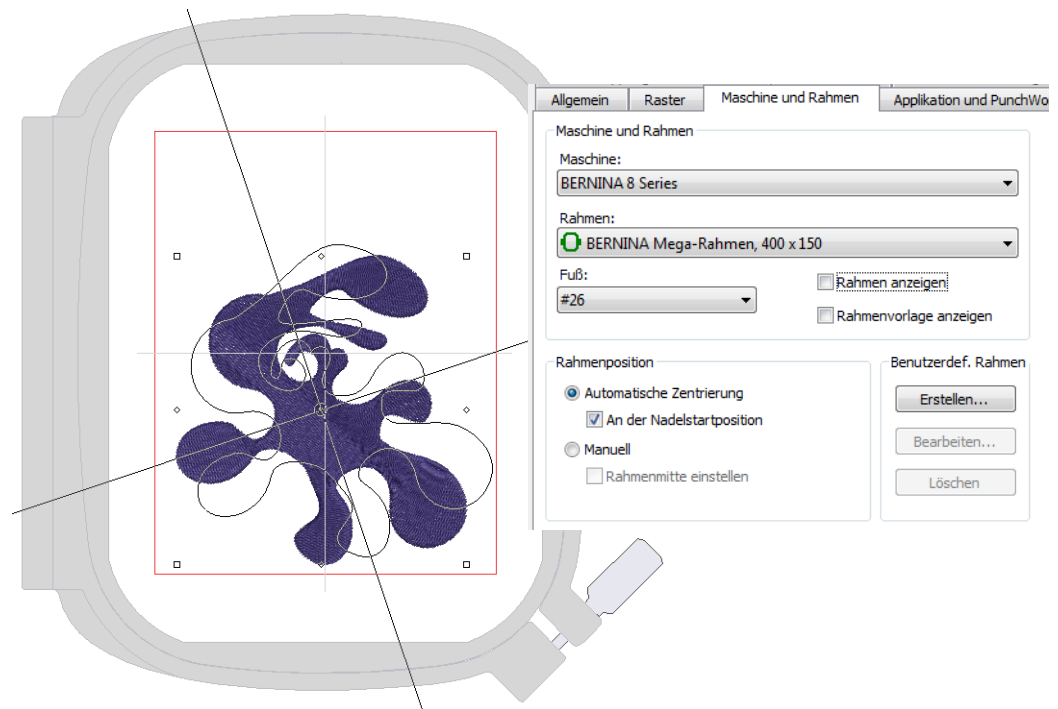 Allgemein Raster Maschine und Rahmen Applikation und PunchWo
Maschine und Rahmen
Maschine:
BERNINA 8 Series
Rahmen:
BERNINA Mega-Rahmen, 400 x 150
Fuß:
#26
Rahmen anzeigen
Rahmenvorlage anzeigen
Rahmenposition
Automatische Zentrierung
An der Nadelstartposition
Manuell
Rahmenmitte einstellen
Benutzerdef. Rahmen
Erstellen...
Bearbeiten...
Löschen